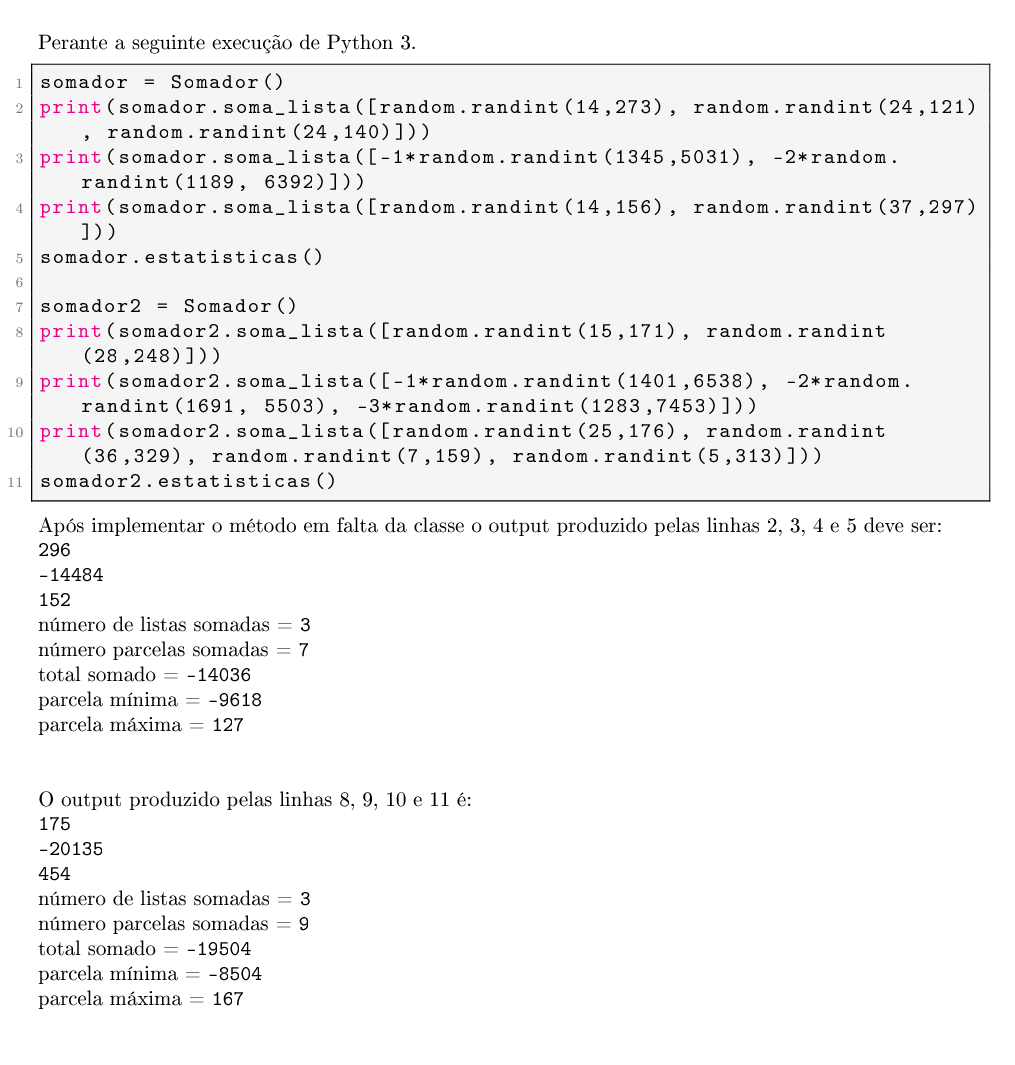 Perante a seguinte execução de Python 3.
1 somador = Somador()
2 print(somador.soma_lista([random.randint(14,273), random.randint(24,121)
, random.randint(24,140)]))
3 print(somador.soma_lista([-1*random.randint(1345,5031), -2*random.
randint(1189, 6392)]))
4 print(somador.soma_lista([random.randint(14,156), random.randint(37,297)
]))
5 somador.estatisticas()
6
7 somador2 = Somador()
8 print(somador2.soma_lista([random.randint(15,171), random.randint
(28,248)]))
9 print(somador2.soma_lista([-1*random.randint(1401,6538), -2*random.
randint(1691, 5503), -3*random.randint(1283,7453)]))
10 print(somador2.soma_lista([random.randint(25,176), random.randint
(36,329), random.randint(7,159), random.randint(5,313)]))
11 somador2.estatisticas()
Após implementar o método em falta da classe o output produzido pelas linhas 2, 3, 4 e 5 deve ser:
296
-14484
152
número de listas somadas = 3
número parcelas somadas = 7
total somado = -14036
parcela mínima = -9618
parcela máxima = 127
O output produzido pelas linhas 8, 9, 10 e 11 é:
175
-20135
454
número de listas somadas = 3
número parcelas somadas = 9
total somado = -19504
parcela mínima = -8504
parcela máxima = 167